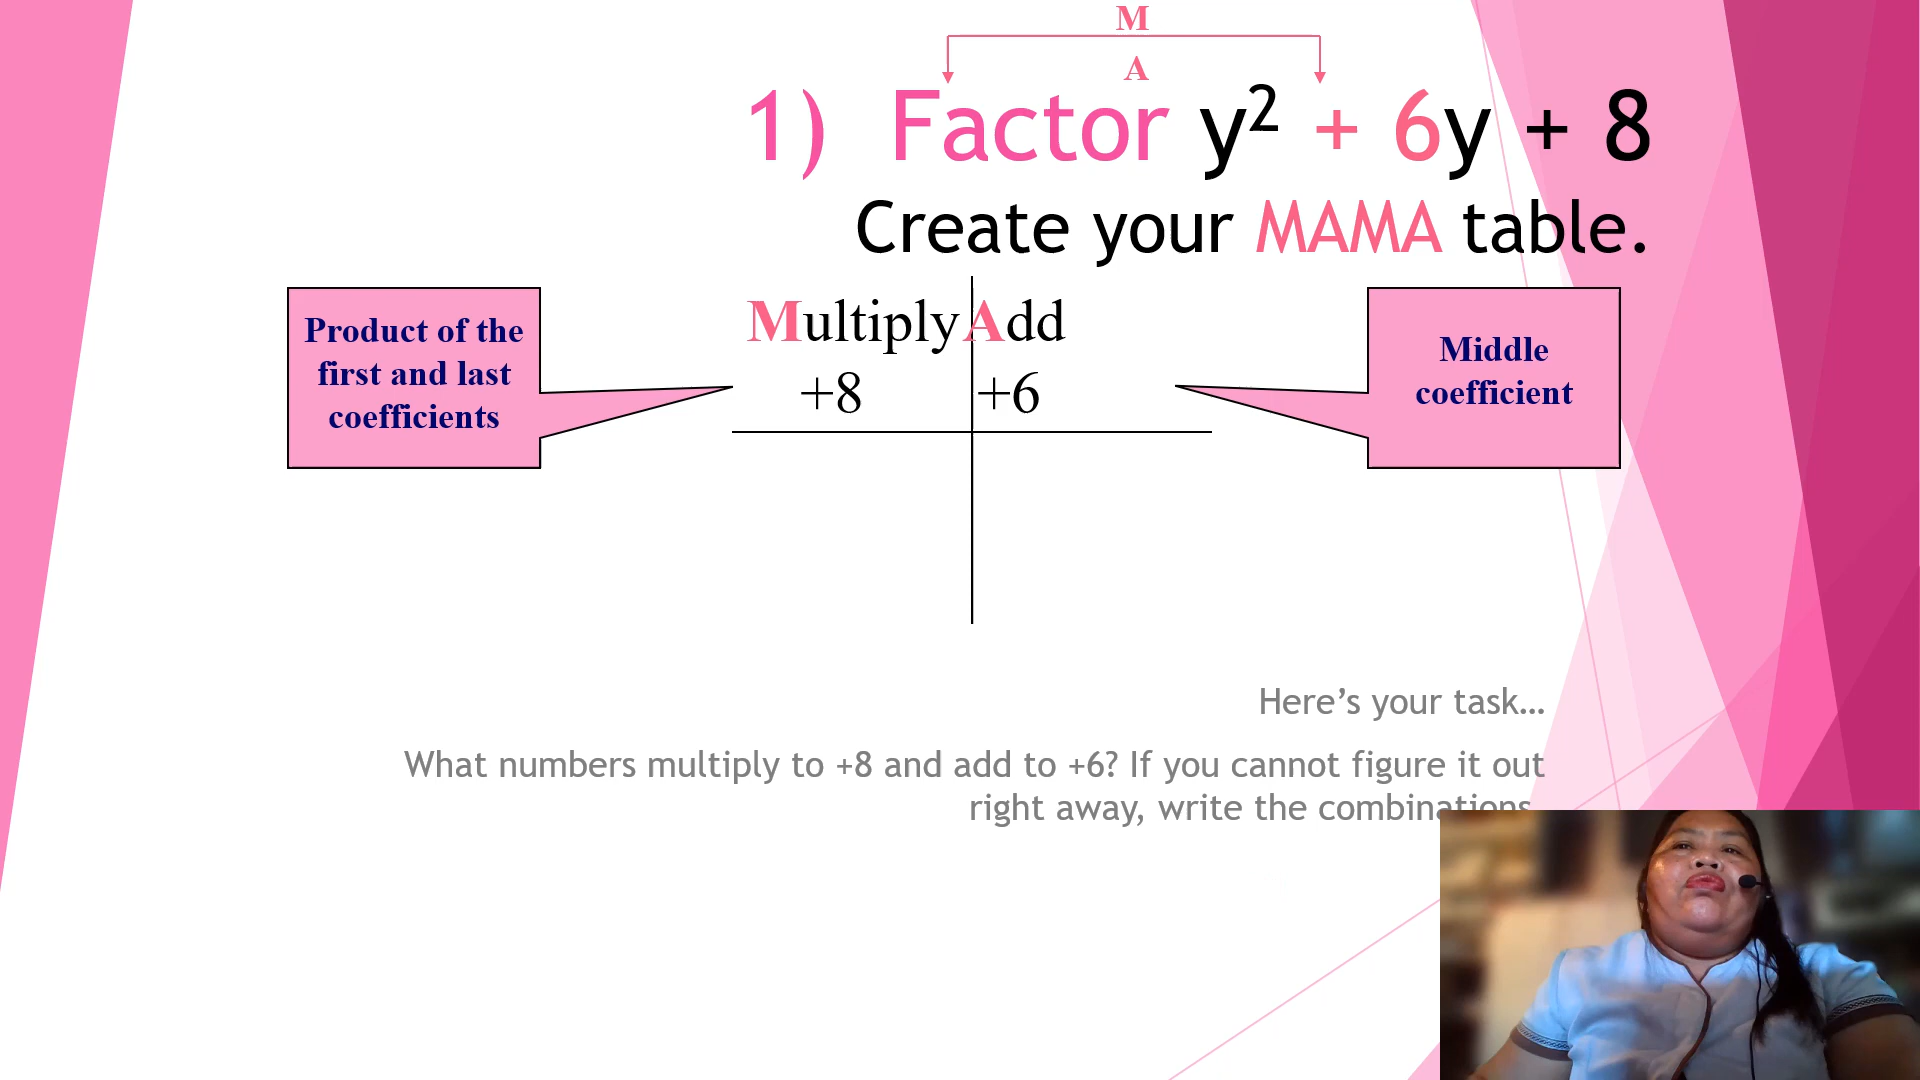 M
A
1) Factor y² + 6y + 8
Create your MAMA table.
Product of the
first and last
coefficients
Multiply Add
+8 +6
Middle
coefficient
Here’s your task…
What numbers multiply to +8 and add to +6? If you cannot figure it out
right away, write the combinations